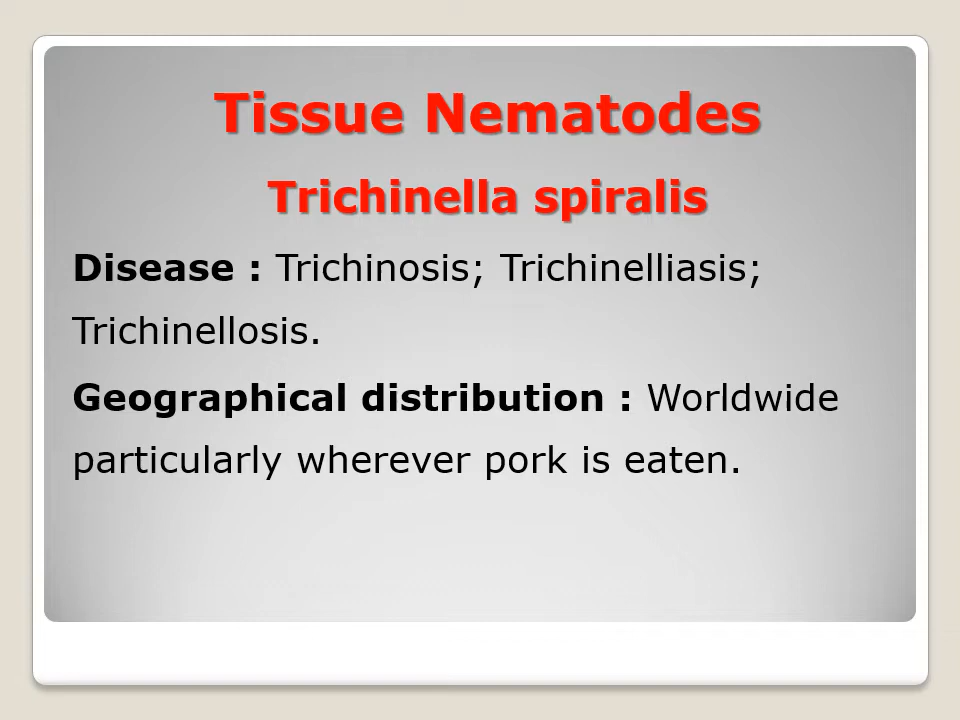 Tissue Nematodes
Trichinella spiralis
Disease : Trichinosis; Trichinelliasis;
Trichinellosis.
Geographical distribution : Worldwide
particularly wherever pork is eaten.